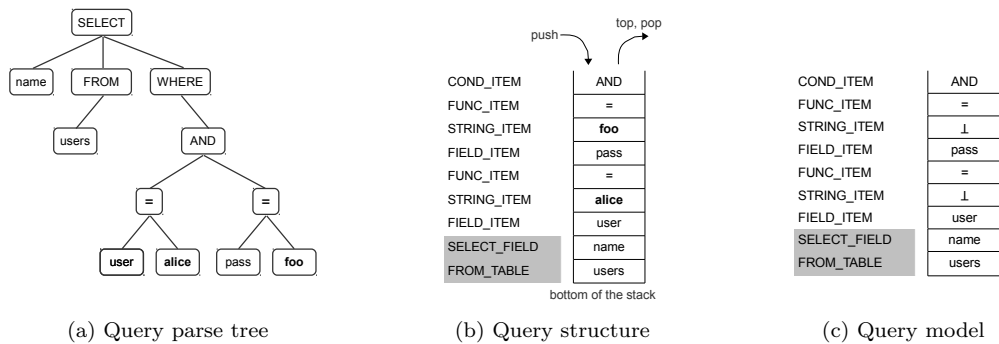 SELECT
name FROM WHERE
users AND
= =
user alice pass foo
(a) Query parse tree
push top, pop
COND_ITEM AND
FUNC_ITEM =
STRING_ITEM foo
FIELD_ITEM pass
FUNC_ITEM =
STRING_ITEM alice
FIELD_ITEM user
SELECT_FIELD name
FROM_TABLE users
bottom of the stack
(b) Query structure
COND_ITEM AND
FUNC_ITEM =
STRING_ITEM ⊥
FIELD_ITEM pass
FUNC_ITEM =
STRING_ITEM ⊥
FIELD_ITEM user
SELECT_FIELD name
FROM_TABLE users
(c) Query model